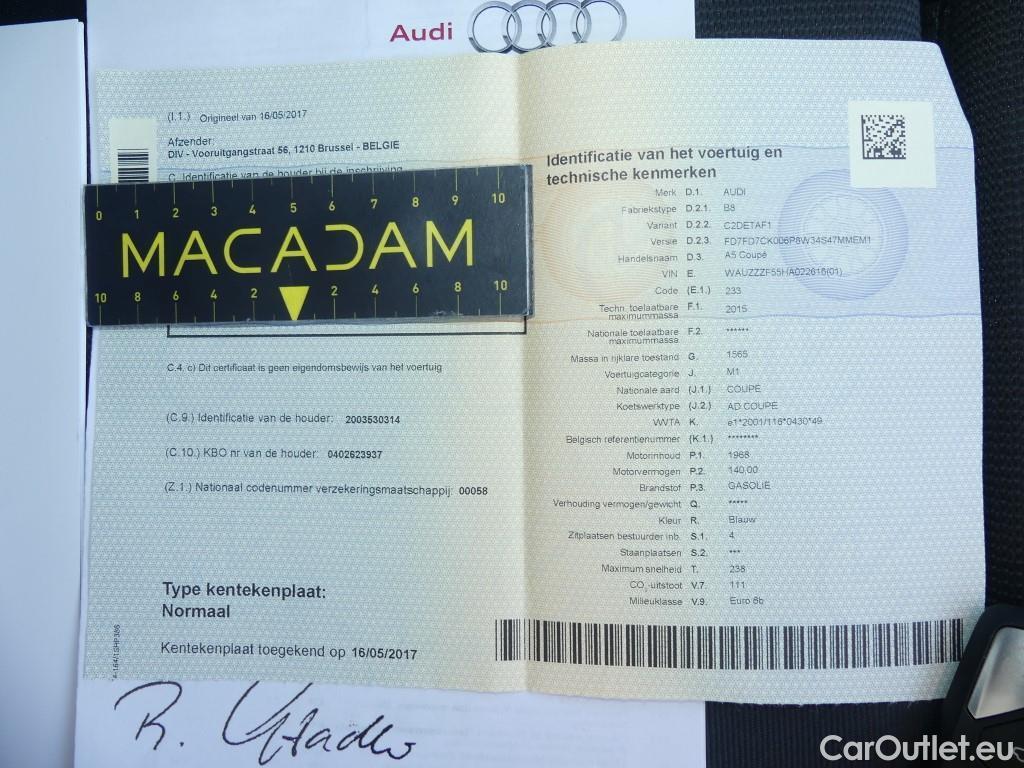 Audi
(I.1.) Origineel van 16/05/2017
Afzender:
DIV - Vooruitgangstraat 56, 1210 Brussel - BELGIE
C. Identificatie van de houder bij de inschrijving
0 1 2 3 4 5 6 7 8 9 10
MACADAM
10 8 6 4 2 2 4 6 8 10
C.4. c) Dit certificaat is geen eigendomsbewijs van het voertuig
(C.9.) Identificatie van de houder: 2003530314
(C.10.) KBO nr van de houder: 0402623937
(Z.1.) Nationaal codenummer verzekeringsmaatschappij: 00058
Type kentekenplaat:
Normaal
Kentekenplaat toegekend op 16/05/2017
Identificatie van het voertuig en
technische kenmerken
Merk D.1. AUDI
Fabriekstype D.2.1. B8
Variant D.2.2. C2DETAF1
Versie D.2.3. FD7FD7CK006P8W34S47MMEM1
Handelsnaam D.3. A5 Coupé
VIN E. WAUZZZF55HA022616(01)
Code (E.1.) 233
Techn. toelaatbare F.1. 2015
maximummassa
Nationale toelaatbare F.2. ******
maximummassa
Massa in rijklare toestand G. 1565
Voertuigcategorie J. M1
Nationale aard (J.1.) COUPE
Koetswerktype (J.2.) AD COUPE
WVTA K. e1*2001/116*0430*49
Belgisch referentienummer (K.1.) ********
Motorinhoud P.1. 1968
Motorvermogen P.2. 140,00
Brandstof P.3. GASOLIE
Verhouding vermogen/gewicht Q. *****
Kleur R. Blauw
Zitplaatsen bestuurder inb. S.1. 4
Staanplaatsen S.2. ***
Maximum snelheid T. 238
CO₂-uitstoot V.7. 111
Milieuklasse V.9. Euro 6b
R.
CarOutlet.eu